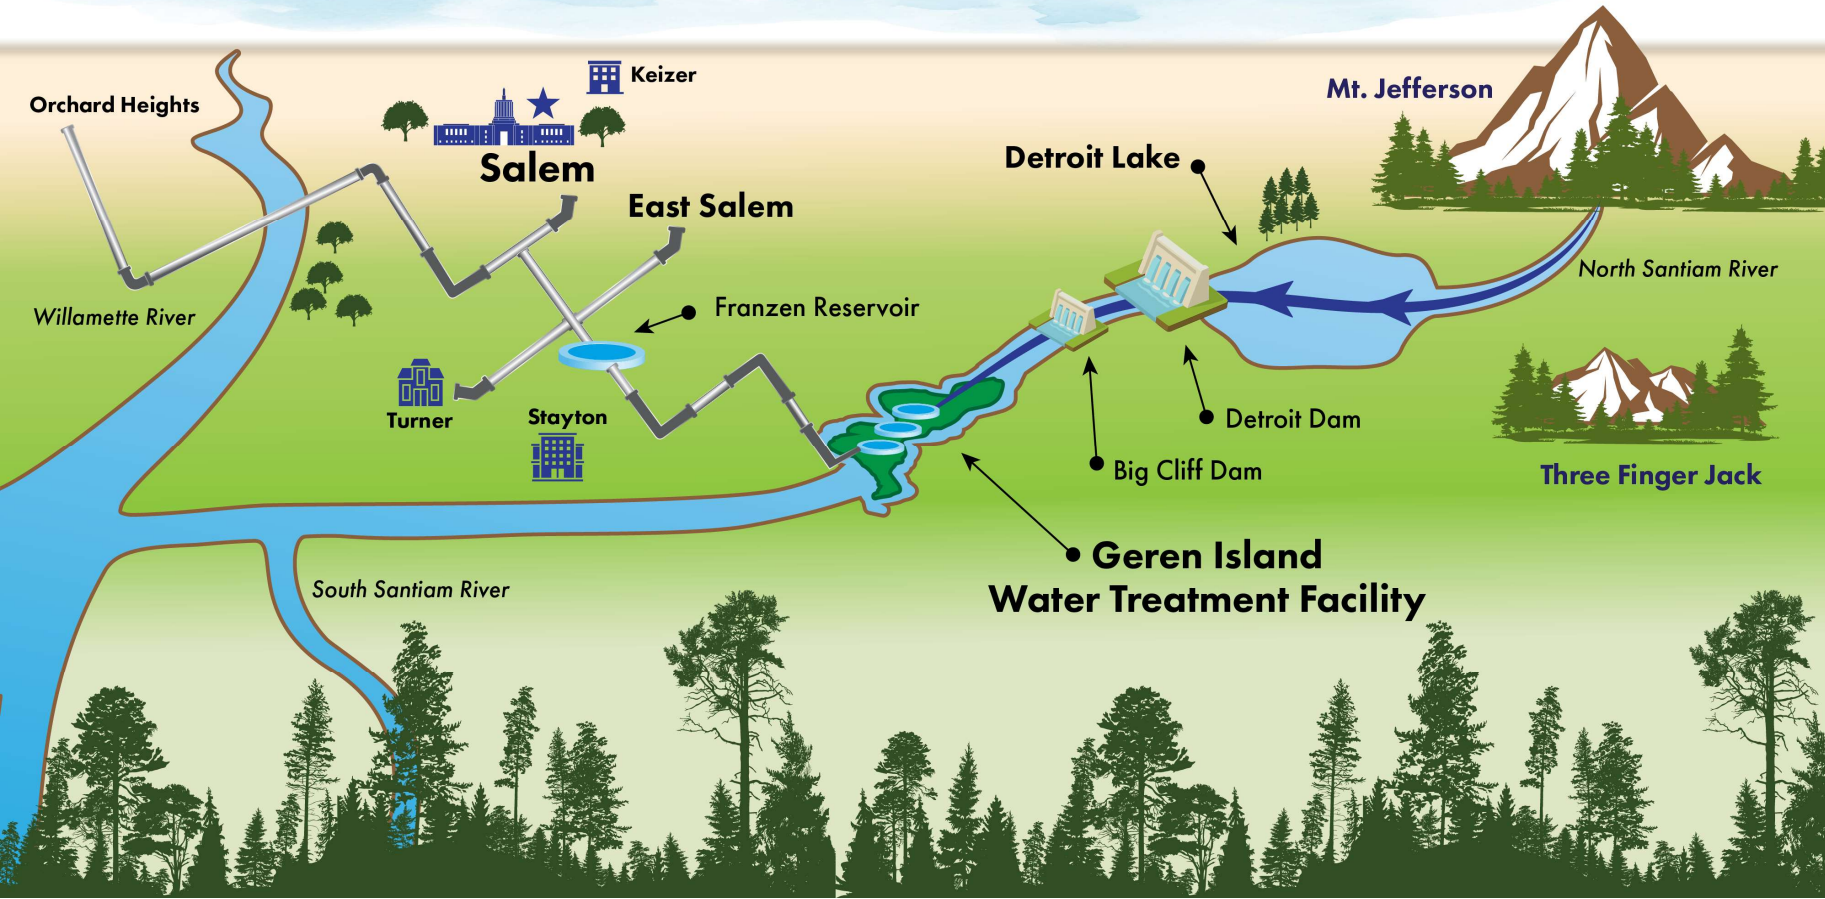 Keizer
Mt. Jefferson
Orchard Heights
Salem
Detroit Lake
East Salem
North Santiam River
Franzen Reservoir
Willamette River
Turner
Stayton
Detroit Dam
Big Cliff Dam
Three Finger Jack
Geren Island
Water Treatment Facility
South Santiam River